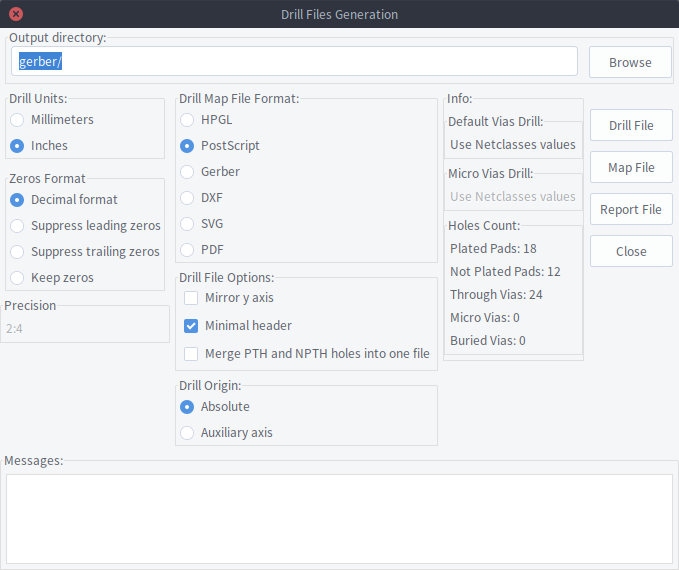 Drill Files Generation
Output directory:
gerber/
Browse
Drill Units:
Millimeters
Inches
Zeros Format
Decimal format
Suppress leading zeros
Suppress trailing zeros
Keep zeros
Precision
2:4
Drill Map File Format:
HPGL
PostScript
Gerber
DXF
SVG
PDF
Drill File Options:
Mirror y axis
Minimal header
Merge PTH and NPTH holes into one file
Drill Origin:
Absolute
Auxiliary axis
Info:
Default Vias Drill:
Use Netclasses values
Micro Vias Drill:
Use Netclasses values
Holes Count:
Plated Pads: 18
Not Plated Pads: 12
Through Vias: 24
Micro Vias: 0
Buried Vias: 0
Drill File
Map File
Report File
Close
Messages: